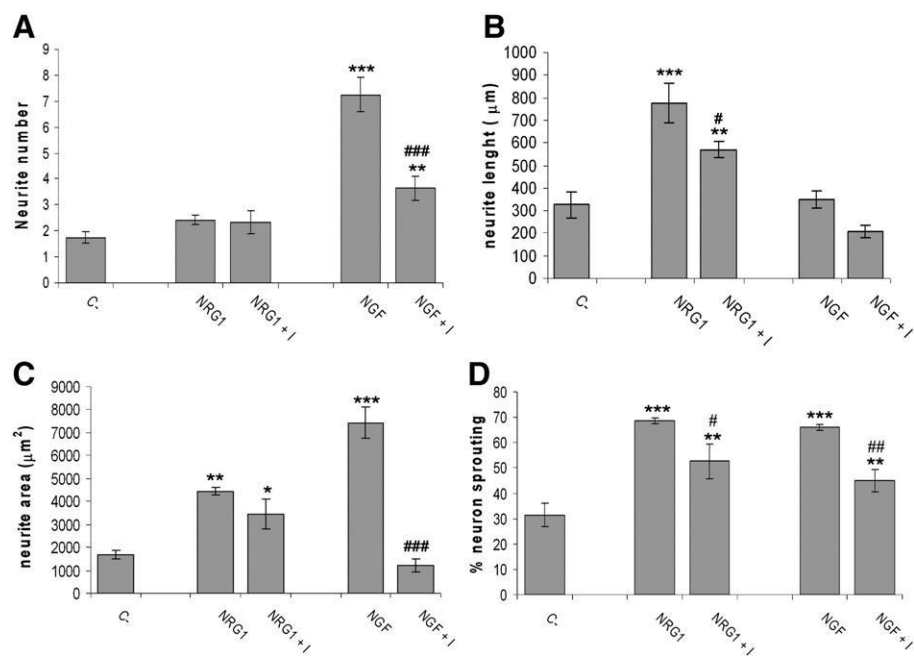 A
Neurite number
9
8
7
6
5
4
3
2
1
0
***
###
**
C-
NRG1
NRG1 + I
NGF
NGF + I
B
neurite lenght ( μm)
1000
900
800
700
600
500
400
300
200
100
0
***
#
**
C-
NRG1
NRG1 + I
NGF
NGF + I
C
neurite area (μm²)
9000
8000
7000
6000
5000
4000
3000
2000
1000
0
**
*
***
###
C-
NRG1
NRG1 + I
NGF
NGF + I
D
% neuron sprouting
80
70
60
50
40
30
20
10
0
***
#
**
***
##
**
C-
NRG1
NRG1 + I
NGF
NGF + I